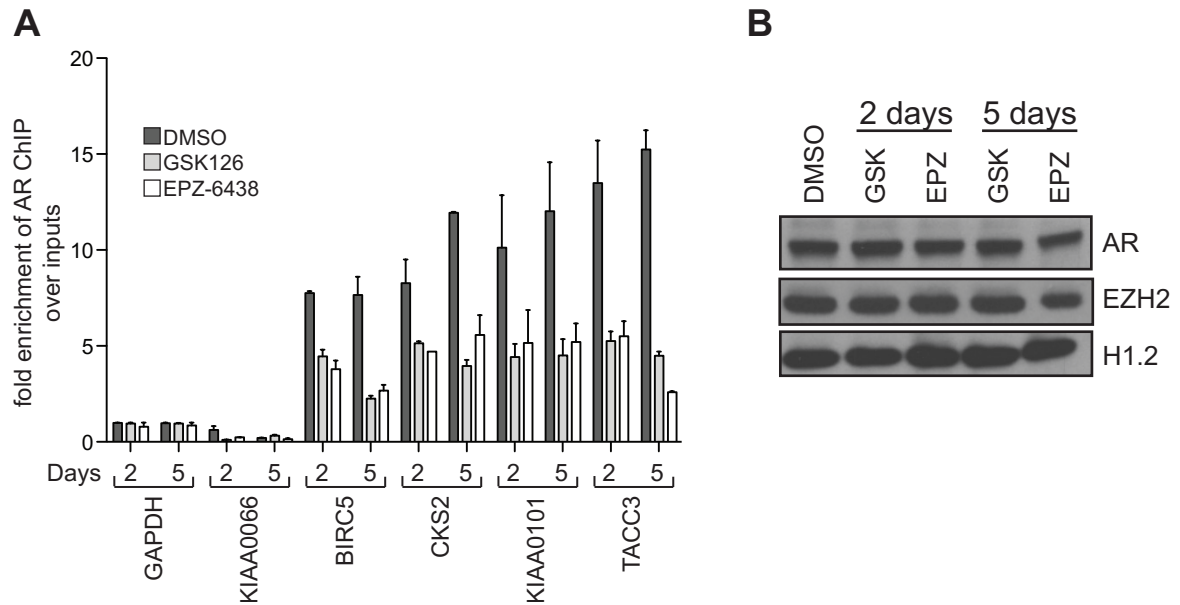 A
fold enrichment of AR ChIP
over inputs
20
15
10
5
0
DMSO
GSK126
EPZ-6438
Days 2 5 2 5 2 5 2 5 2 5 2 5
GAPDH
KIAA0066
BIRC5
CKS2
KIAA0101
TACC3
B
2 days 5 days
DMSO GSK EPZ GSK EPZ
AR
EZH2
H1.2